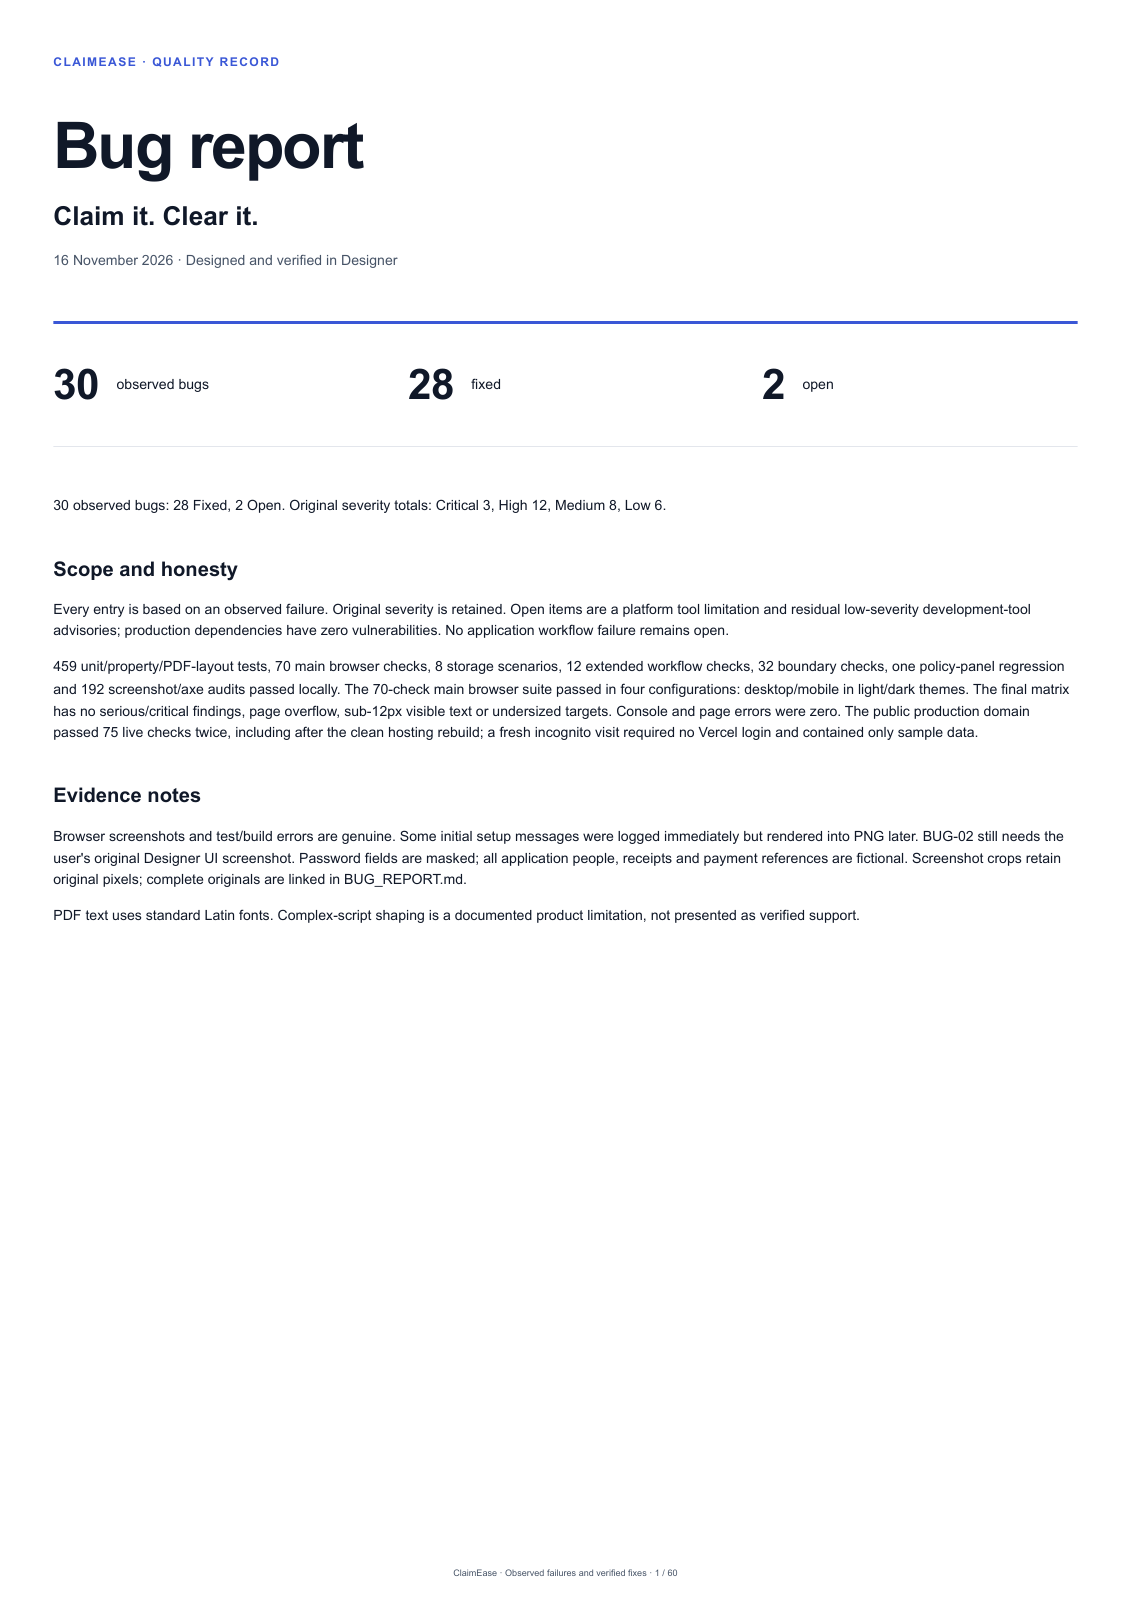 CLAIMEASE · QUALITY RECORD
Bug report
Claim it. Clear it.
16 November 2026 · Designed and verified in Designer
30 observed bugs 28 fixed 2 open
30 observed bugs: 28 Fixed, 2 Open. Original severity totals: Critical 3, High 12, Medium 8, Low 6.
Scope and honesty
Every entry is based on an observed failure. Original severity is retained. Open items are a platform tool limitation and residual low-severity development-tool
advisories; production dependencies have zero vulnerabilities. No application workflow failure remains open.
459 unit/property/PDF-layout tests, 70 main browser checks, 8 storage scenarios, 12 extended workflow checks, 32 boundary checks, one policy-panel regression
and 192 screenshot/axe audits passed locally. The 70-check main browser suite passed in four configurations: desktop/mobile in light/dark themes. The final matrix
has no serious/critical findings, page overflow, sub-12px visible text or undersized targets. Console and page errors were zero. The public production domain
passed 75 live checks twice, including after the clean hosting rebuild; a fresh incognito visit required no Vercel login and contained only sample data.
Evidence notes
Browser screenshots and test/build errors are genuine. Some initial setup messages were logged immediately but rendered into PNG later. BUG-02 still needs the
user's original Designer UI screenshot. Password fields are masked; all application people, receipts and payment references are fictional. Screenshot crops retain
original pixels; complete originals are linked in BUG_REPORT.md.
PDF text uses standard Latin fonts. Complex-script shaping is a documented product limitation, not presented as verified support.
ClaimEase · Observed failures and verified fixes · 1 / 60